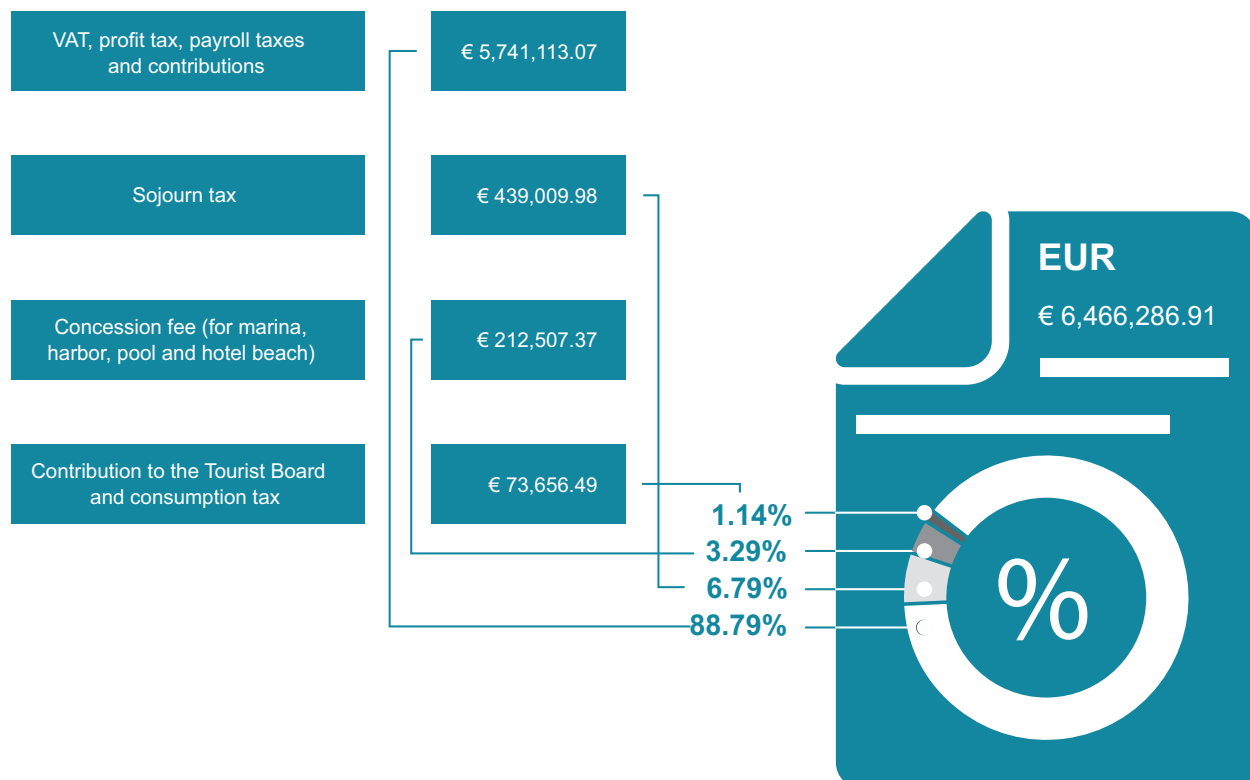 VAT, profit tax, payroll taxes
and contributions
€ 5,741,113.07
Sojourn tax
€ 439,009.98
Concession fee (for marina,
harbor, pool and hotel beach)
€ 212,507.37
Contribution to the Tourist Board
and consumption tax
€ 73,656.49
EUR
€ 6,466,286.91
1.14%
3.29%
6.79%
88.79%
%